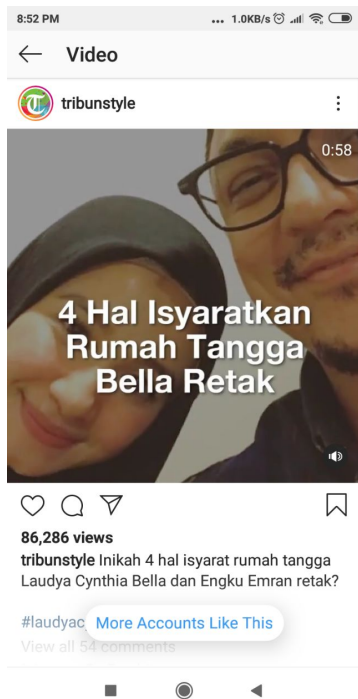 8:52 PM
... 1.0KB/s
Video
tribunstyle
0:58
4 Hal Isyaratkan
Rumah Tangga
Bella Retak
86,286 views
tribunstyle Inikah 4 hal isyarat rumah tangga
Laudya Cynthia Bella dan Engku Emran retak?
#laudyac
More Accounts Like This
View all 54 comments